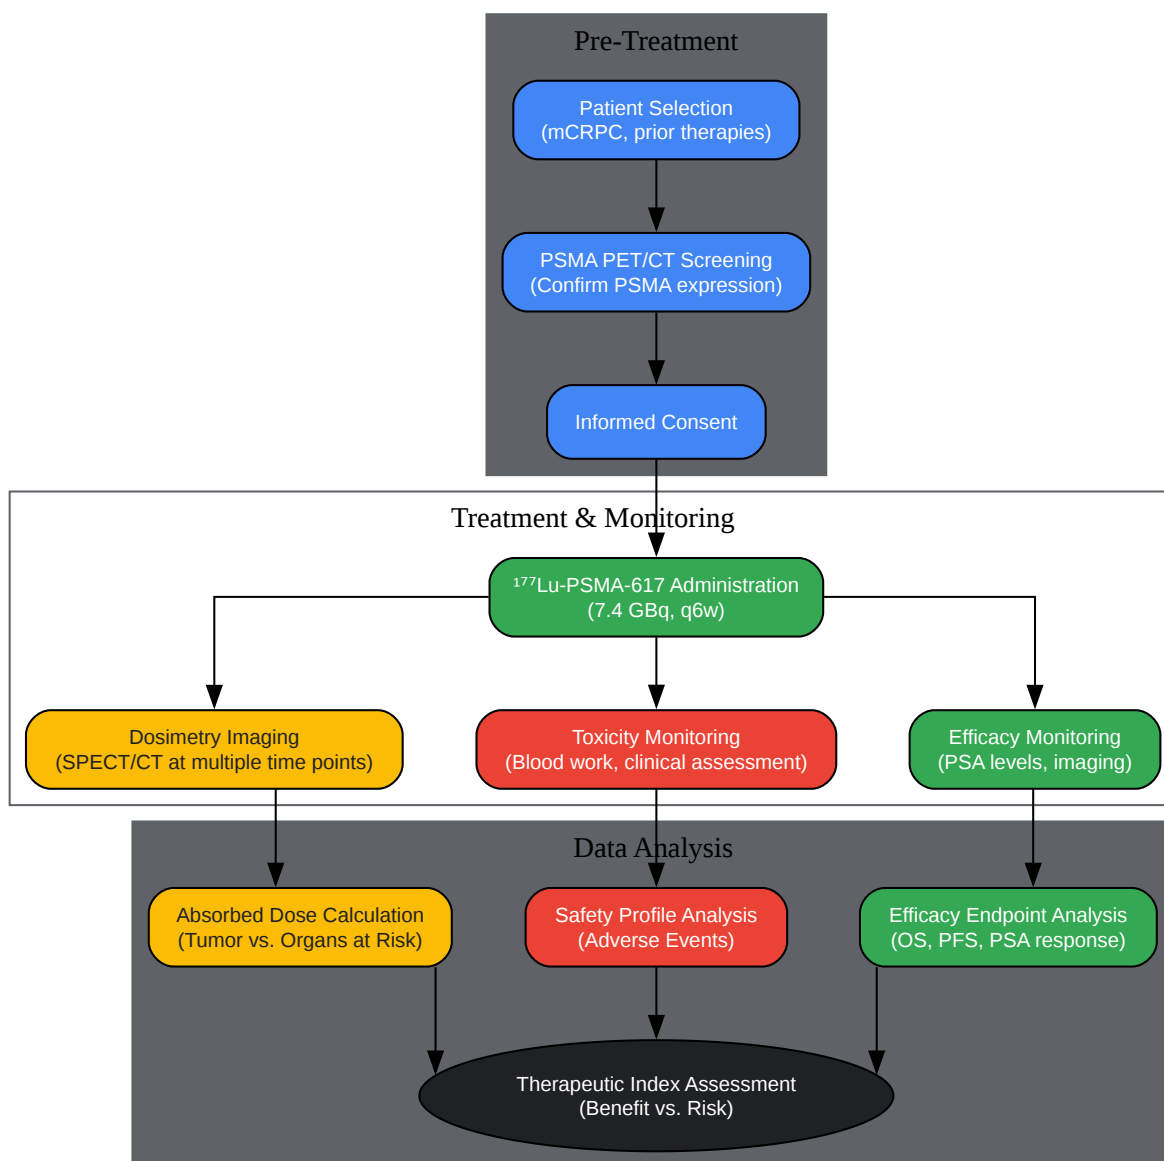 Pre-Treatment
Patient Selection
(mCRPC, prior therapies)
PSMA PET/CT Screening
(Confirm PSMA expression)
Informed Consent
Treatment & Monitoring
¹⁷⁷Lu-PSMA-617 Administration
(7.4 GBq, q6w)
Dosimetry Imaging
(SPECT/CT at multiple time points)
Toxicity Monitoring
(Blood work, clinical assessment)
Efficacy Monitoring
(PSA levels, imaging)
Data Analysis
Absorbed Dose Calculation
(Tumor vs. Organs at Risk)
Safety Profile Analysis
(Adverse Events)
Efficacy Endpoint Analysis
(OS, PFS, PSA response)
Therapeutic Index Assessment
(Benefit vs. Risk)